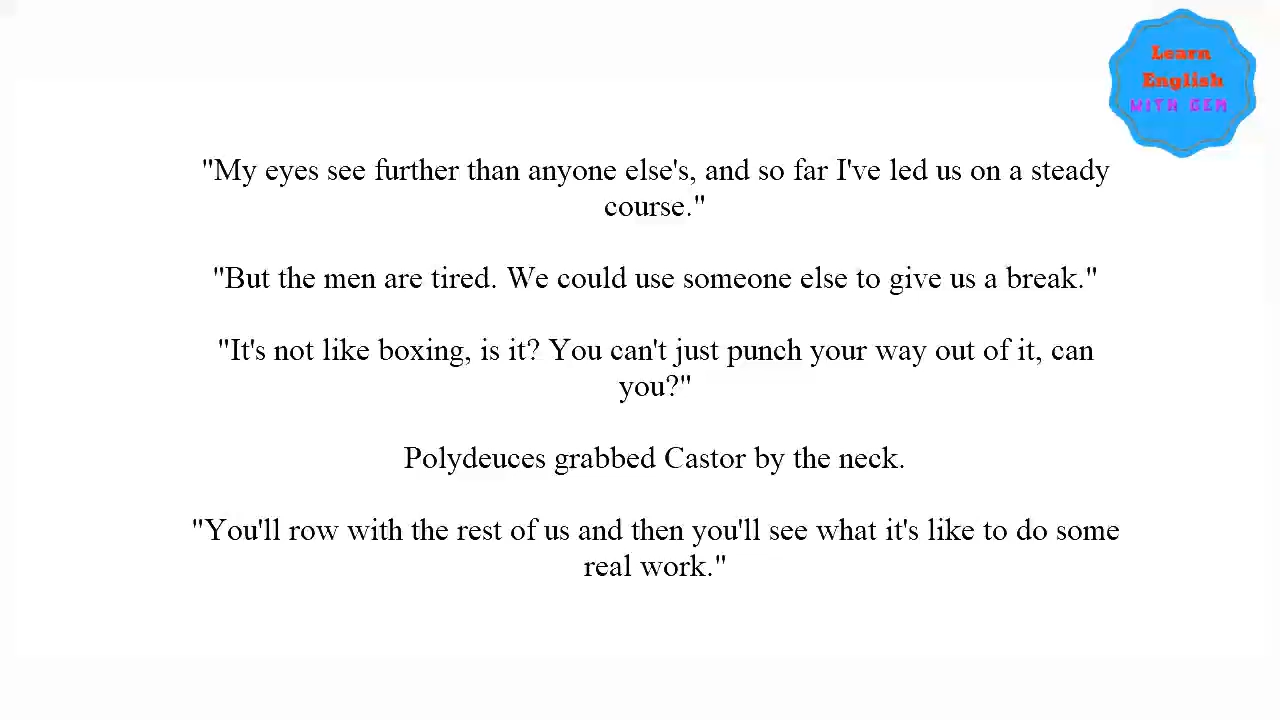 Learn
English
WITH GEM
"My eyes see further than anyone else's, and so far I've led us on a steady
course."
"But the men are tired. We could use someone else to give us a break."
"It's not like boxing, is it? You can't just punch your way out of it, can
you?"
Polydeuces grabbed Castor by the neck.
"You'll row with the rest of us and then you'll see what it's like to do some
real work."